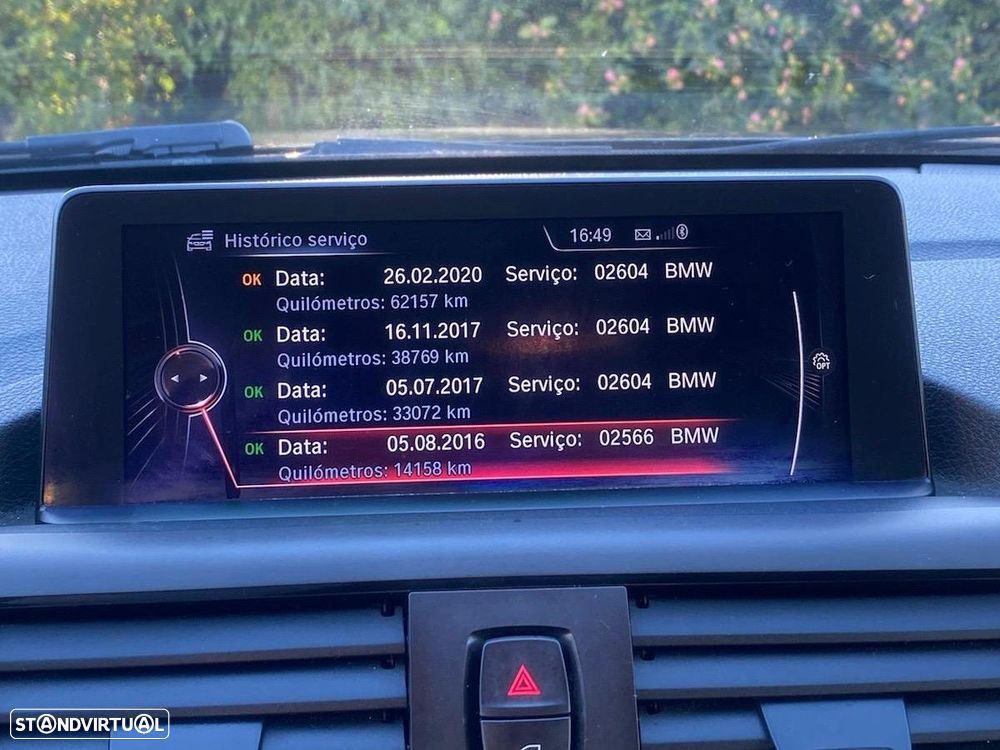 Histórico serviço 16:49
OK Data: 26.02.2020 Serviço: 02604 BMW
Quilómetros: 62157 km
OK Data: 16.11.2017 Serviço: 02604 BMW
Quilómetros: 38769 km
OK Data: 05.07.2017 Serviço: 02604 BMW
Quilómetros: 33072 km
OK Data: 05.08.2016 Serviço: 02566 BMW
Quilómetros: 14158 km
OPT
STANDVIRTUAL